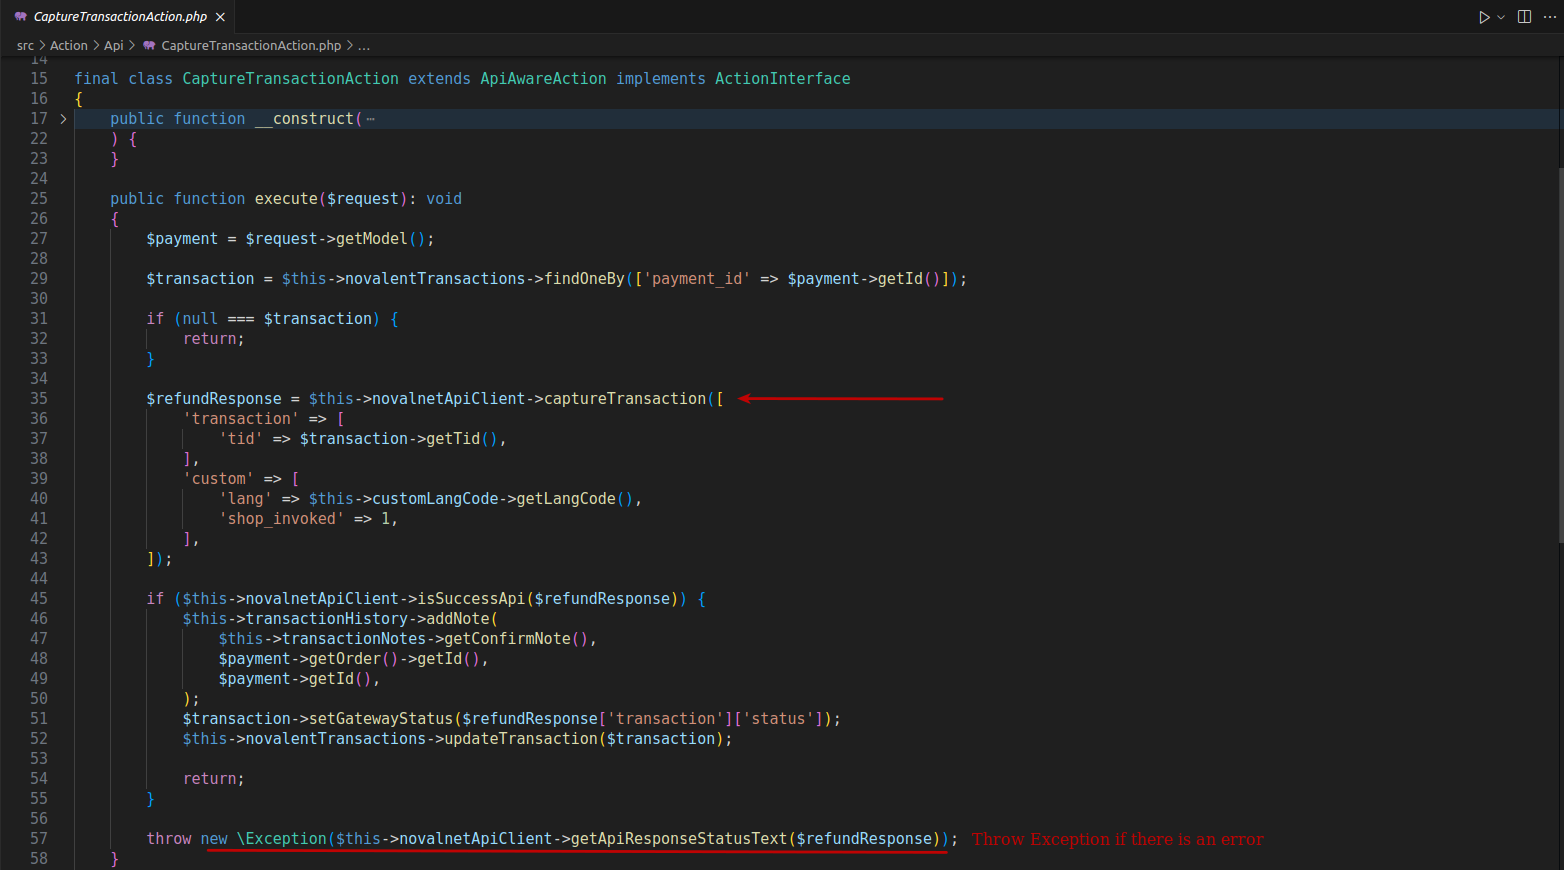 CaptureTransactionAction.php
src > Action > Api > CaptureTransactionAction.php > ...
14
15 final class CaptureTransactionAction extends ApiAwareAction implements ActionInterface
16 {
17 public function __construct(⋯
22 ) {
23 }
24
25 public function execute($request): void
26 {
27 $payment = $request->getModel();
28
29 $transaction = $this->novalentTransactions->findOneBy(['payment_id' => $payment->getId()]);
30
31 if (null === $transaction) {
32 return;
33 }
34
35 $refundResponse = $this->novalnetApiClient->captureTransaction([
36 'transaction' => [
37 'tid' => $transaction->getTid(),
38 ],
39 'custom' => [
40 'lang' => $this->customLangCode->getLangCode(),
41 'shop_invoked' => 1,
42 ],
43 ]);
44
45 if ($this->novalnetApiClient->isSuccessApi($refundResponse)) {
46 $this->transactionHistory->addNote(
47 $this->transactionNotes->getConfirmNote(),
48 $payment->getOrder()->getId(),
49 $payment->getId(),
50 );
51 $transaction->setGatewayStatus($refundResponse['transaction']['status']);
52 $this->novalentTransactions->updateTransaction($transaction);
53
54 return;
55 }
56
57 throw new \Exception($this->novalnetApiClient->getApiResponseStatusText($refundResponse)); Throw Exception if there is an error
58 }